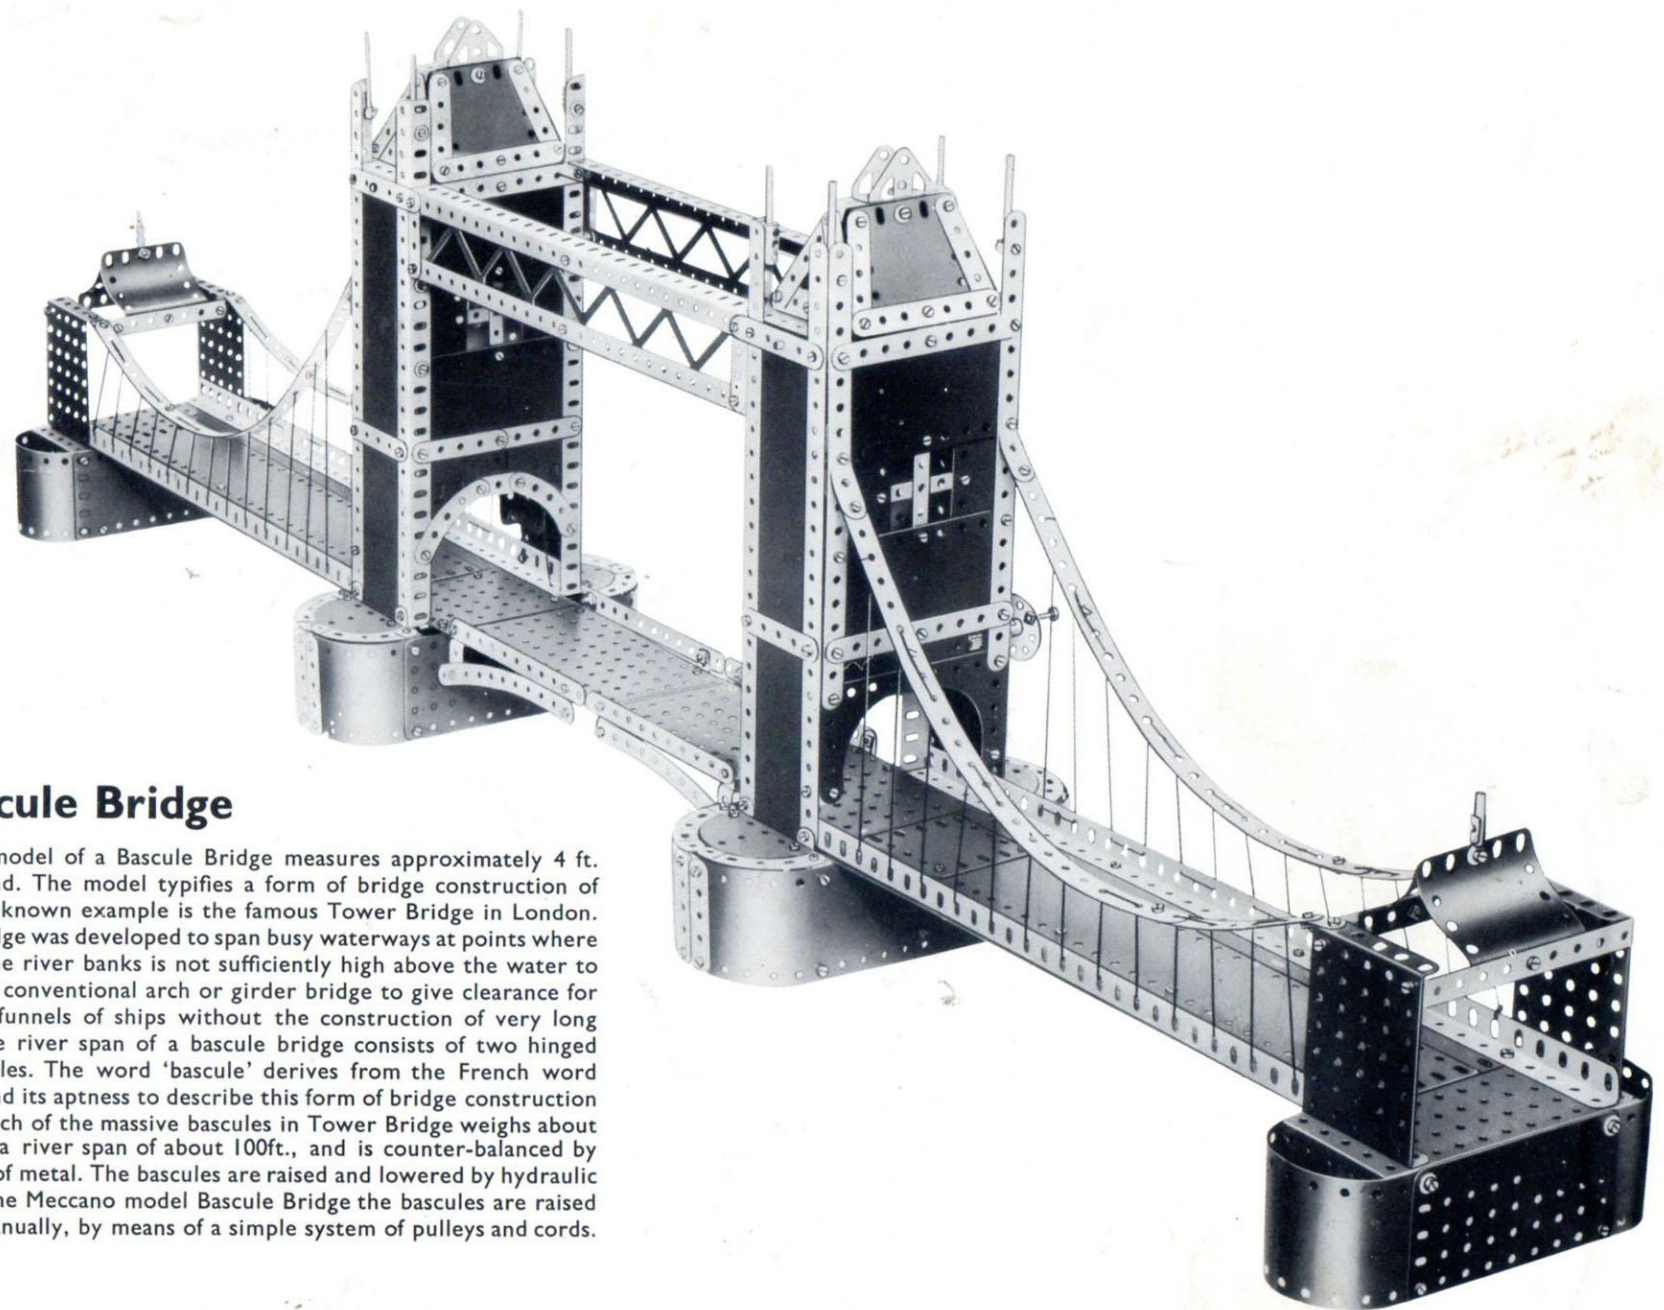 cule Bridge
model of a Bascule Bridge measures approximately 4 ft.
d. The model typifies a form of bridge construction of
known example is the famous Tower Bridge in London.
dge was developed to span busy waterways at points where
e river banks is not sufficiently high above the water to
conventional arch or girder bridge to give clearance for
funnels of ships without the construction of very long
e river span of a bascule bridge consists of two hinged
les. The word 'bascule' derives from the French word
nd its aptness to describe this form of bridge construction
ch of the massive bascules in Tower Bridge weighs about
a river span of about 100ft., and is counter-balanced by
of metal. The bascules are raised and lowered by hydraulic
ne Meccano model Bascule Bridge the bascules are raised
nually, by means of a simple system of pulleys and cords.